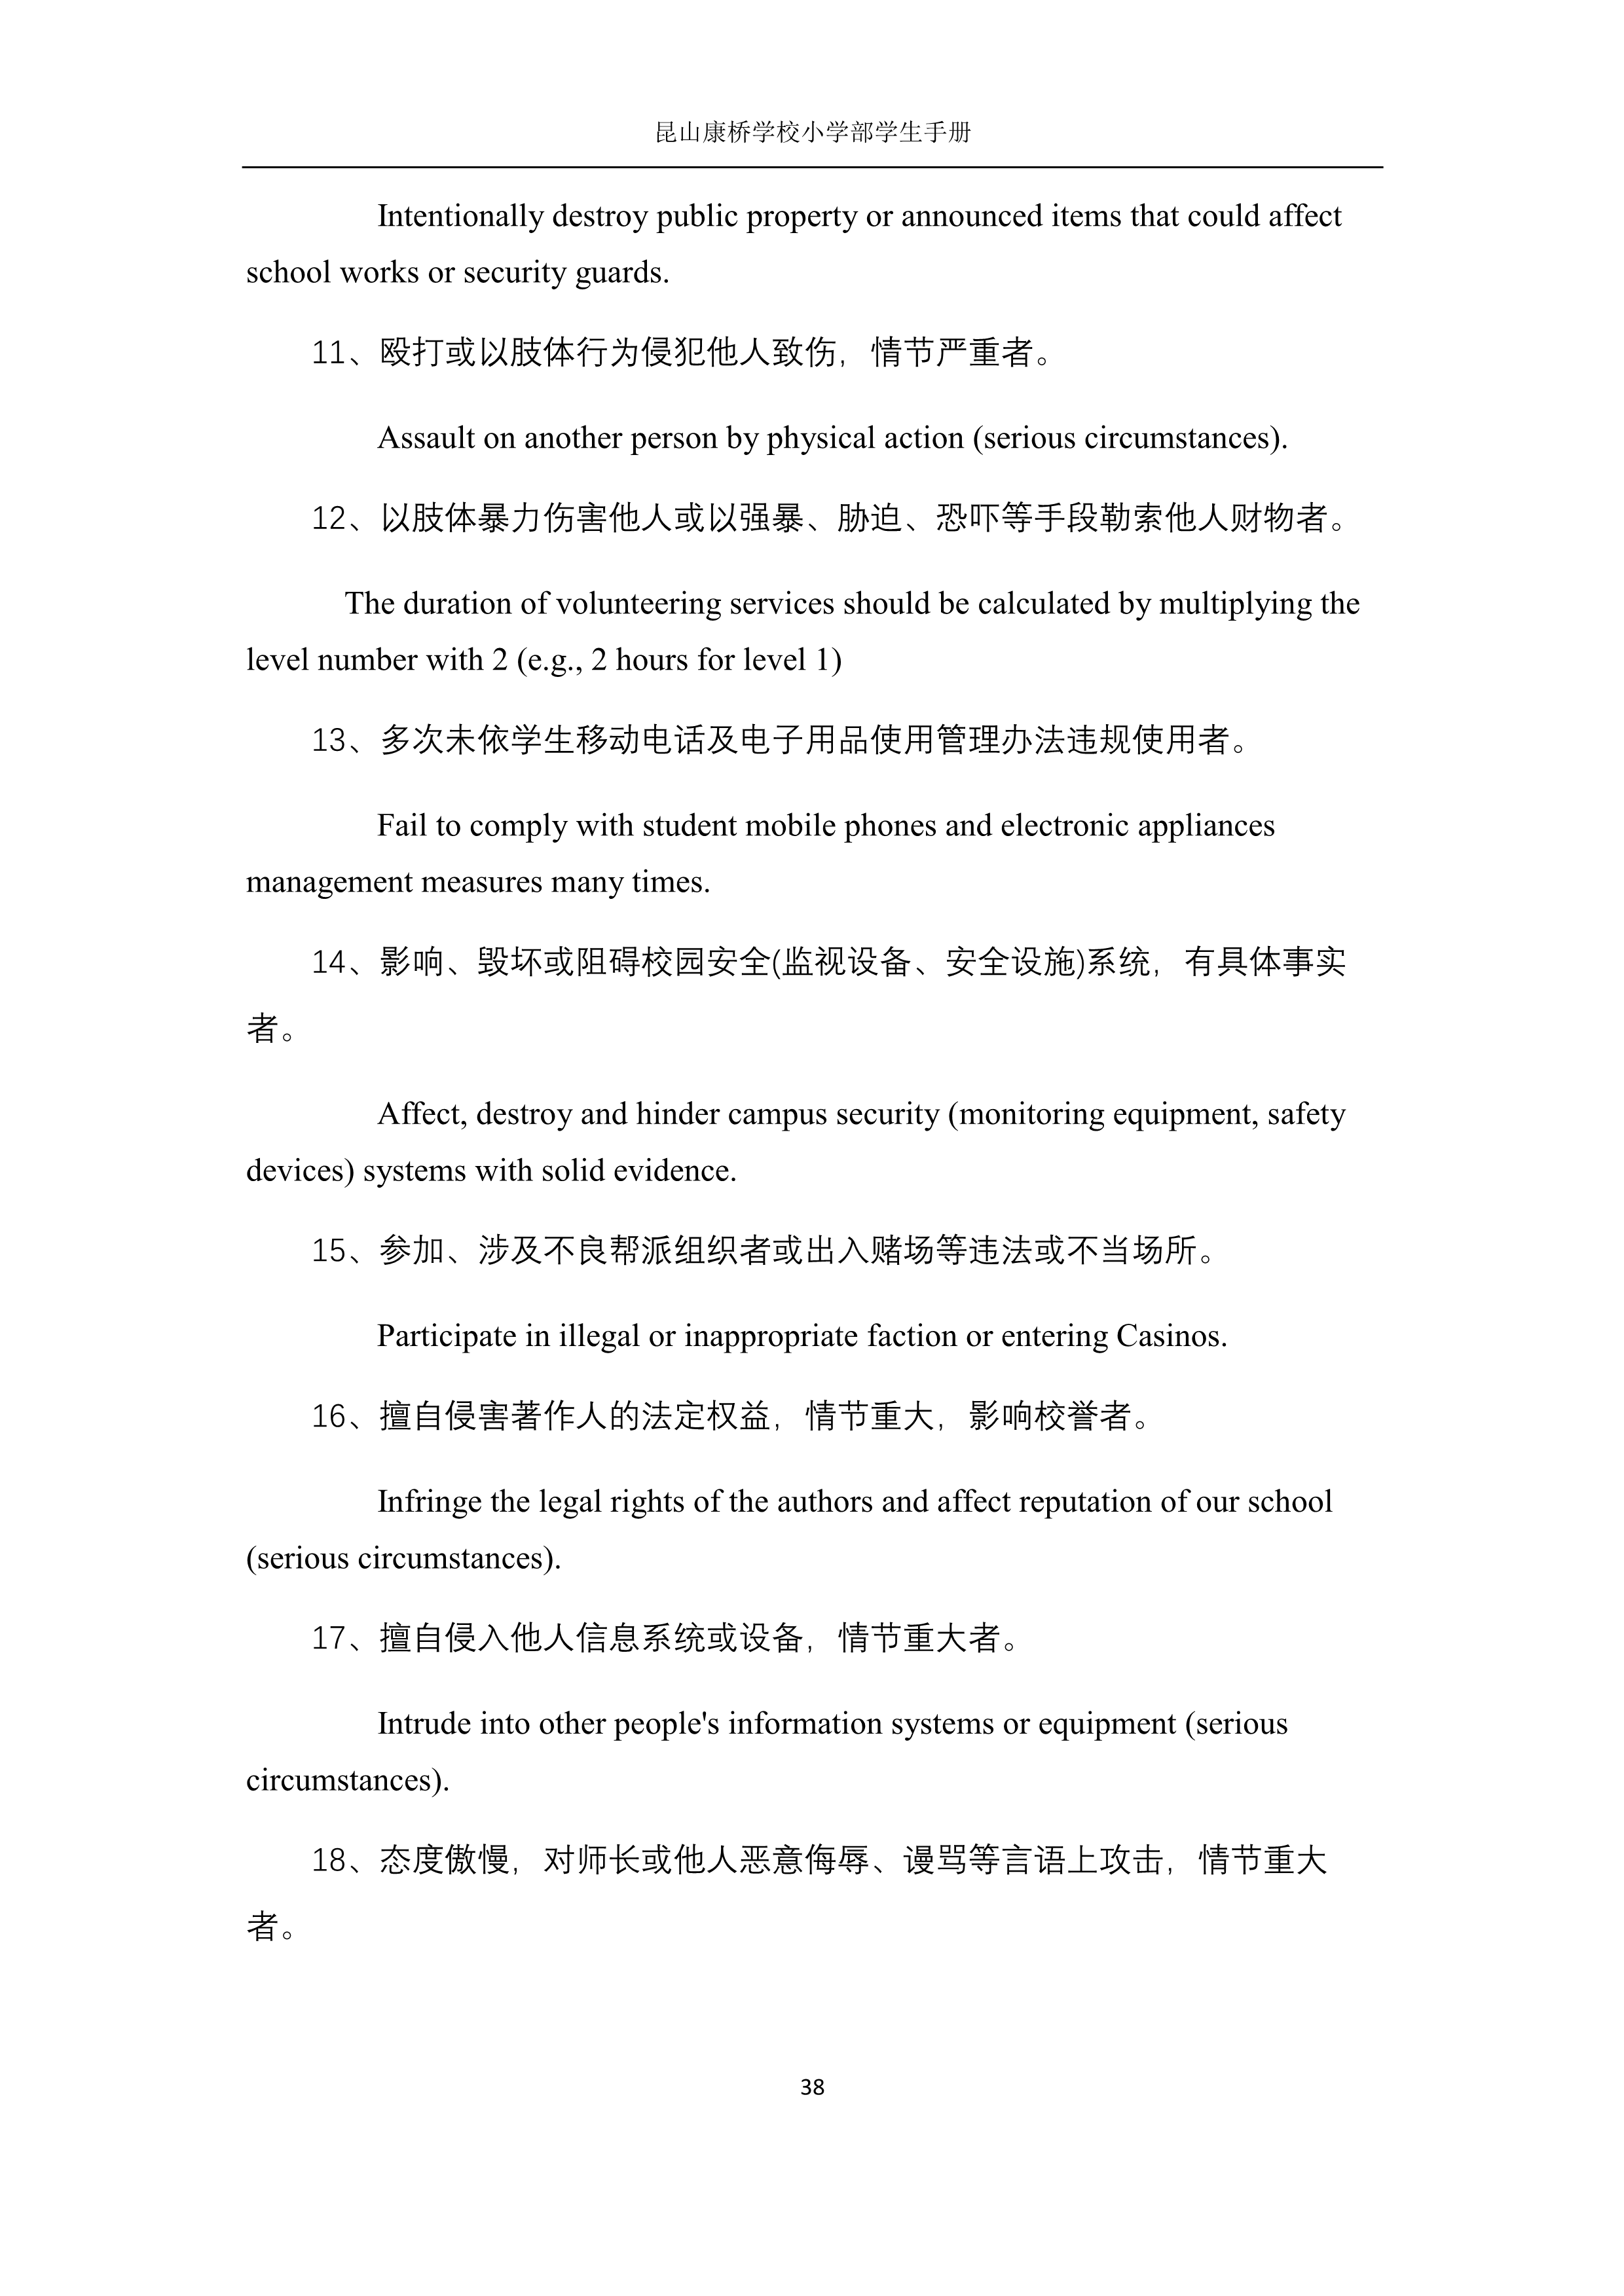 昆山康桥学校小学部学生手册
Intentionally destroy public property or announced items that could affect
school works or security guards.
11、殴打或以肢体行为侵犯他人致伤，情节严重者。
Assault on another person by physical action (serious circumstances).
12、以肢体暴力伤害他人或以强暴、胁迫、恐吓等手段勒索他人财物者。
The duration of volunteering services should be calculated by multiplying the
level number with 2 (e.g., 2 hours for level 1)
13、多次未依学生移动电话及电子用品使用管理办法违规使用者。
Fail to comply with student mobile phones and electronic appliances
management measures many times.
14、影响、毁坏或阻碍校园安全(监视设备、安全设施)系统，有具体事实
者。
Affect, destroy and hinder campus security (monitoring equipment, safety
devices) systems with solid evidence.
15、参加、涉及不良帮派组织者或出入赌场等违法或不当场所。
Participate in illegal or inappropriate faction or entering Casinos.
16、擅自侵害著作人的法定权益，情节重大，影响校誉者。
Infringe the legal rights of the authors and affect reputation of our school
(serious circumstances).
17、擅自侵入他人信息系统或设备，情节重大者。
Intrude into other people's information systems or equipment (serious
circumstances).
18、态度傲慢，对师长或他人恶意侮辱、谩骂等言语上攻击，情节重大
者。
38